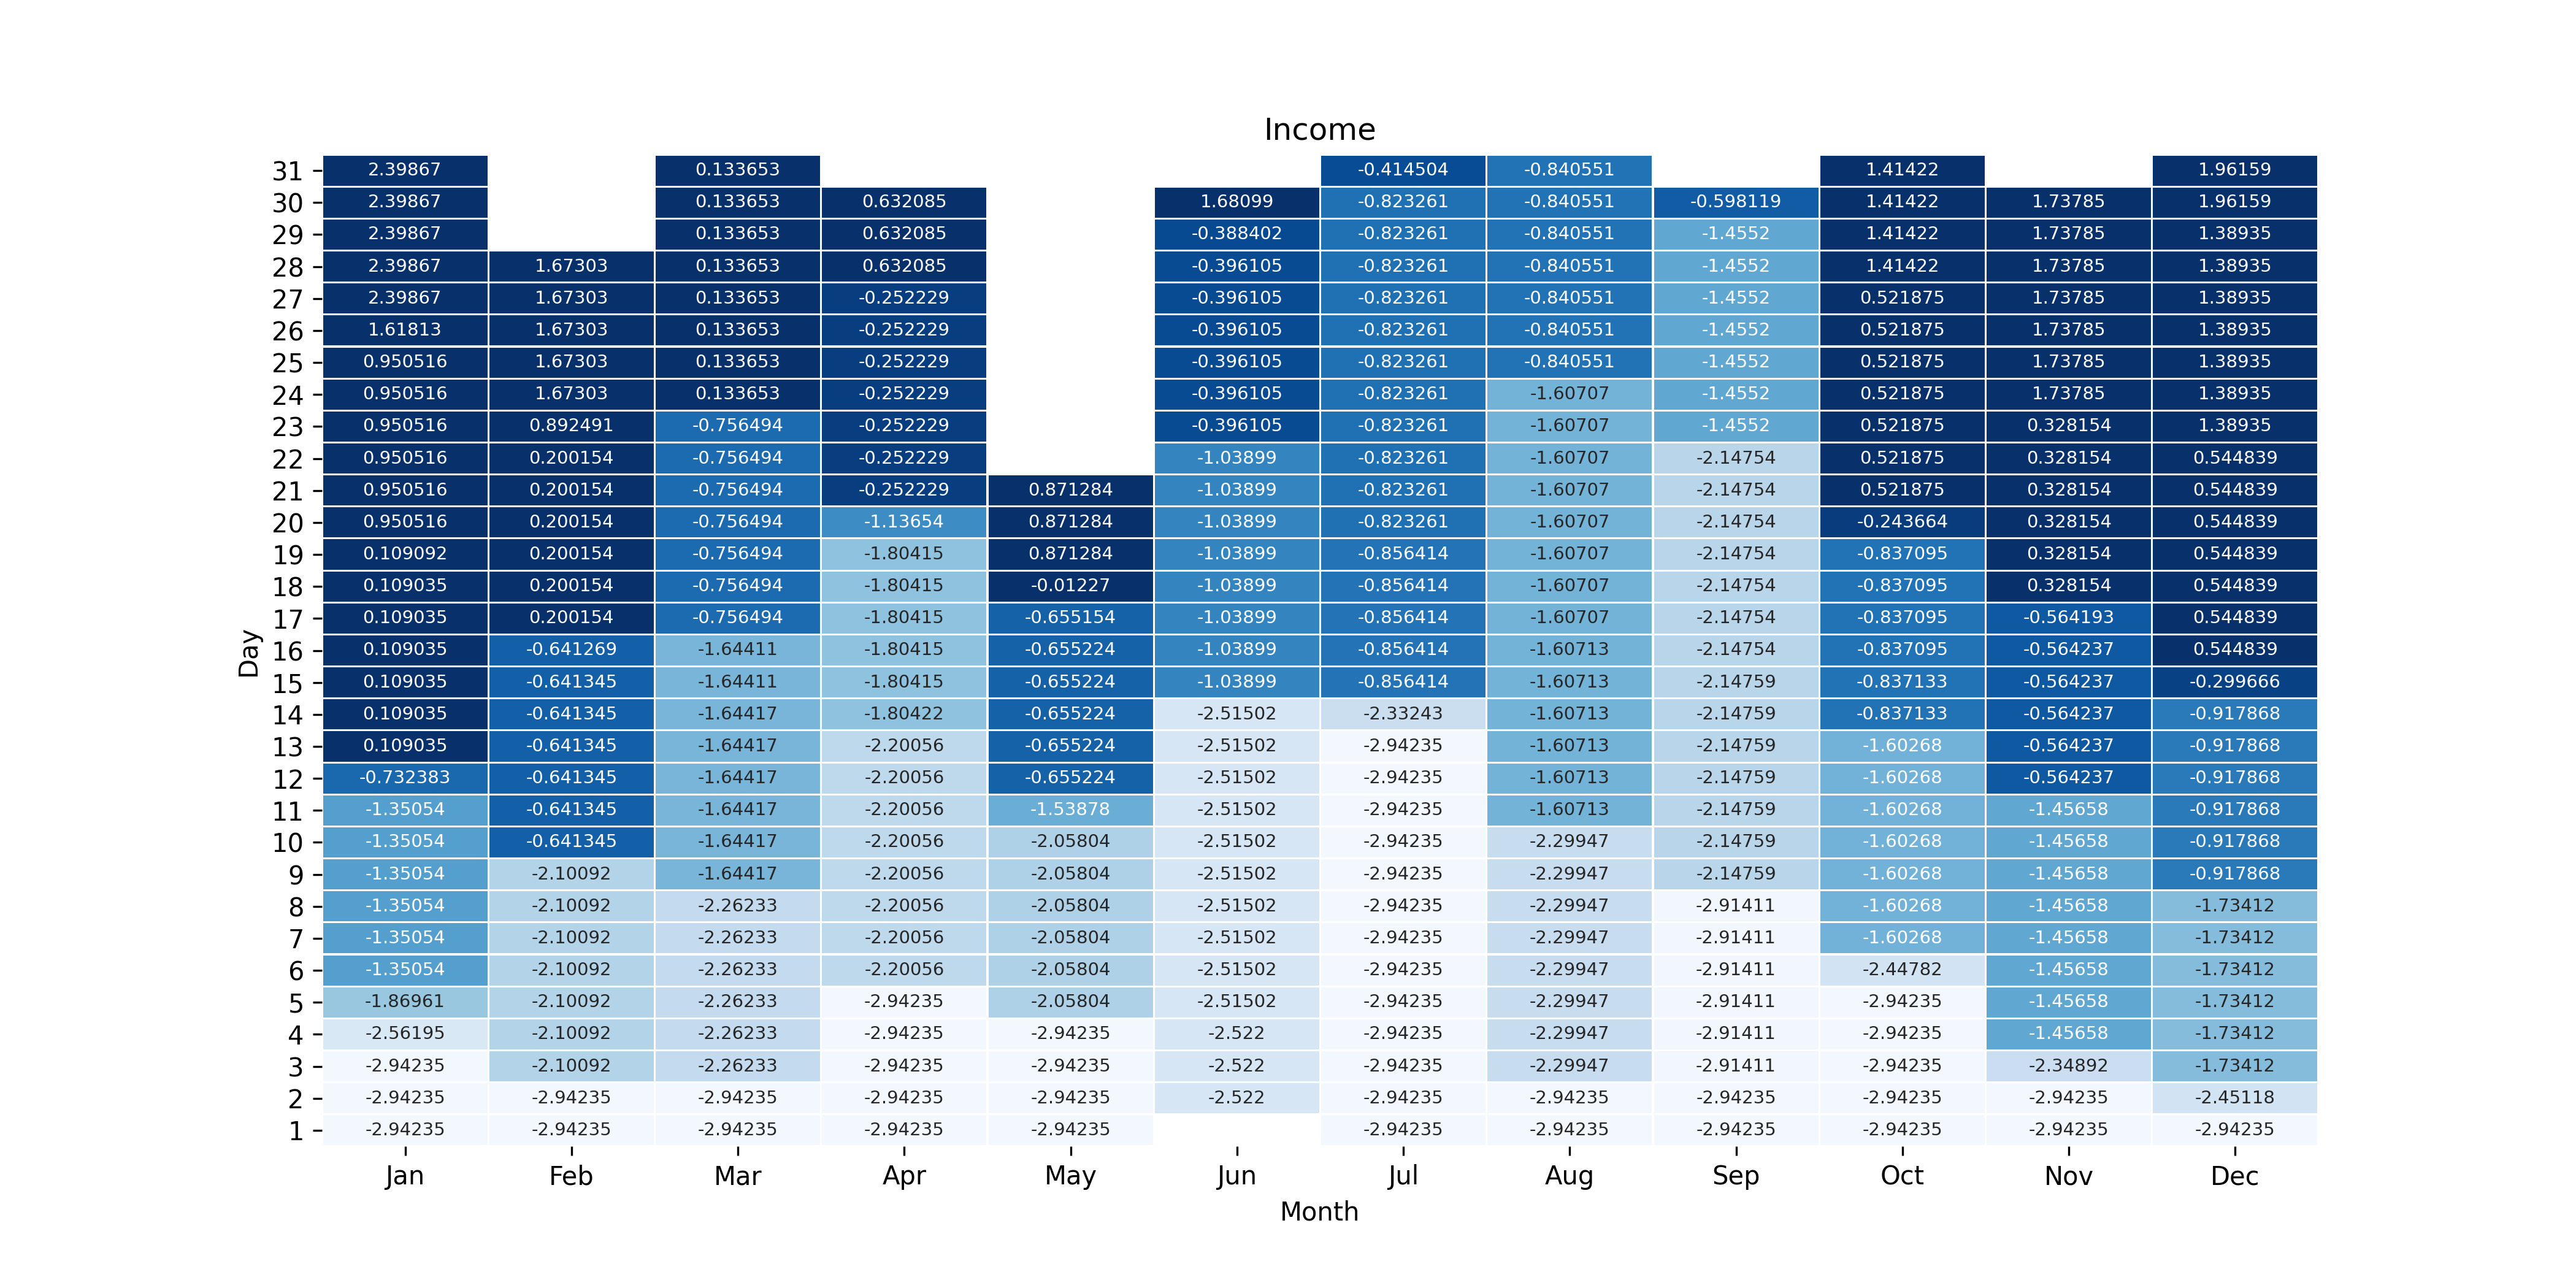 Income
31 2.39867 0.133653 -0.414504 -0.840551 1.41422 1.96159
30 2.39867 0.133653 0.632085 1.68099 -0.823261 -0.840551 -0.598119 1.41422 1.73785 1.96159
29 2.39867 0.133653 0.632085 -0.388402 -0.823261 -0.840551 -1.4552 1.41422 1.73785 1.38935
28 2.39867 1.67303 0.133653 0.632085 -0.396105 -0.823261 -0.840551 -1.4552 1.41422 1.73785 1.38935
27 2.39867 1.67303 0.133653 -0.252229 -0.396105 -0.823261 -0.840551 -1.4552 0.521875 1.73785 1.38935
26 1.61813 1.67303 0.133653 -0.252229 -0.396105 -0.823261 -0.840551 -1.4552 0.521875 1.73785 1.38935
25 0.950516 1.67303 0.133653 -0.252229 -0.396105 -0.823261 -0.840551 -1.4552 0.521875 1.73785 1.38935
24 0.950516 1.67303 0.133653 -0.252229 -0.396105 -0.823261 -1.60707 -1.4552 0.521875 1.73785 1.38935
23 0.950516 0.892491 -0.756494 -0.252229 -0.396105 -0.823261 -1.60707 -1.4552 0.521875 0.328154 1.38935
22 0.950516 0.200154 -0.756494 -0.252229 -1.03899 -0.823261 -1.60707 -2.14754 0.521875 0.328154 0.544839
21 0.950516 0.200154 -0.756494 -0.252229 0.871284 -1.03899 -0.823261 -1.60707 -2.14754 0.521875 0.328154 0.544839
20 0.950516 0.200154 -0.756494 -1.13654 0.871284 -1.03899 -0.823261 -1.60707 -2.14754 -0.243664 0.328154 0.544839
19 0.109092 0.200154 -0.756494 -1.80415 0.871284 -1.03899 -0.856414 -1.60707 -2.14754 -0.837095 0.328154 0.544839
18 0.109035 0.200154 -0.756494 -1.80415 -0.01227 -1.03899 -0.856414 -1.60707 -2.14754 -0.837095 0.328154 0.544839
17 0.109035 0.200154 -0.756494 -1.80415 -0.655154 -1.03899 -0.856414 -1.60707 -2.14754 -0.837095 -0.564193 0.544839
16 0.109035 -0.641269 -1.64411 -1.80415 -0.655224 -1.03899 -0.856414 -1.60713 -2.14754 -0.837095 -0.564237 0.544839
15 0.109035 -0.641345 -1.64411 -1.80415 -0.655224 -1.03899 -0.856414 -1.60713 -2.14759 -0.837133 -0.564237 -0.299666
14 0.109035 -0.641345 -1.64417 -1.80422 -0.655224 -2.51502 -2.33243 -1.60713 -2.14759 -0.837133 -0.564237 -0.917868
13 0.109035 -0.641345 -1.64417 -2.20056 -0.655224 -2.51502 -2.94235 -1.60713 -2.14759 -1.60268 -0.564237 -0.917868
12 -0.732383 -0.641345 -1.64417 -2.20056 -0.655224 -2.51502 -2.94235 -1.60713 -2.14759 -1.60268 -0.564237 -0.917868
11 -1.35054 -0.641345 -1.64417 -2.20056 -1.53878 -2.51502 -2.94235 -1.60713 -2.14759 -1.60268 -1.45658 -0.917868
10 -1.35054 -0.641345 -1.64417 -2.20056 -2.05804 -2.51502 -2.94235 -2.29947 -2.14759 -1.60268 -1.45658 -0.917868
9 -1.35054 -2.10092 -1.64417 -2.20056 -2.05804 -2.51502 -2.94235 -2.29947 -2.14759 -1.60268 -1.45658 -0.917868
8 -1.35054 -2.10092 -2.26233 -2.20056 -2.05804 -2.51502 -2.94235 -2.29947 -2.91411 -1.60268 -1.45658 -1.73412
7 -1.35054 -2.10092 -2.26233 -2.20056 -2.05804 -2.51502 -2.94235 -2.29947 -2.91411 -1.60268 -1.45658 -1.73412
6 -1.35054 -2.10092 -2.26233 -2.20056 -2.05804 -2.51502 -2.94235 -2.29947 -2.91411 -2.44782 -1.45658 -1.73412
5 -1.86961 -2.10092 -2.26233 -2.94235 -2.05804 -2.51502 -2.94235 -2.29947 -2.91411 -2.94235 -1.45658 -1.73412
4 -2.56195 -2.10092 -2.26233 -2.94235 -2.94235 -2.522 -2.94235 -2.29947 -2.91411 -2.94235 -1.45658 -1.73412
3 -2.94235 -2.10092 -2.26233 -2.94235 -2.94235 -2.522 -2.94235 -2.29947 -2.91411 -2.94235 -2.34892 -1.73412
2 -2.94235 -2.94235 -2.94235 -2.94235 -2.94235 -2.522 -2.94235 -2.94235 -2.94235 -2.94235 -2.94235 -2.45118
1 -2.94235 -2.94235 -2.94235 -2.94235 -2.94235 -2.94235 -2.94235 -2.94235 -2.94235 -2.94235 -2.94235
Day
Jan Feb Mar Apr May Jun Jul Aug Sep Oct Nov Dec
Month